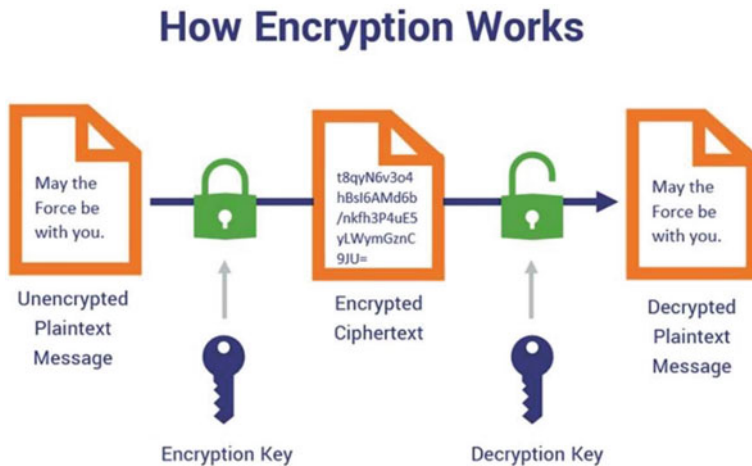 How Encryption Works
May the
Force be
with you.
Unencrypted
Plaintext
Message
Encryption Key
t8qyN6v3o4
hBsI6AMd6b
/nkfh3P4uE5
yLWymGznC
9JU=
Encrypted
Ciphertext
Decryption Key
May the
Force be
with you.
Decrypted
Plaintext
Message